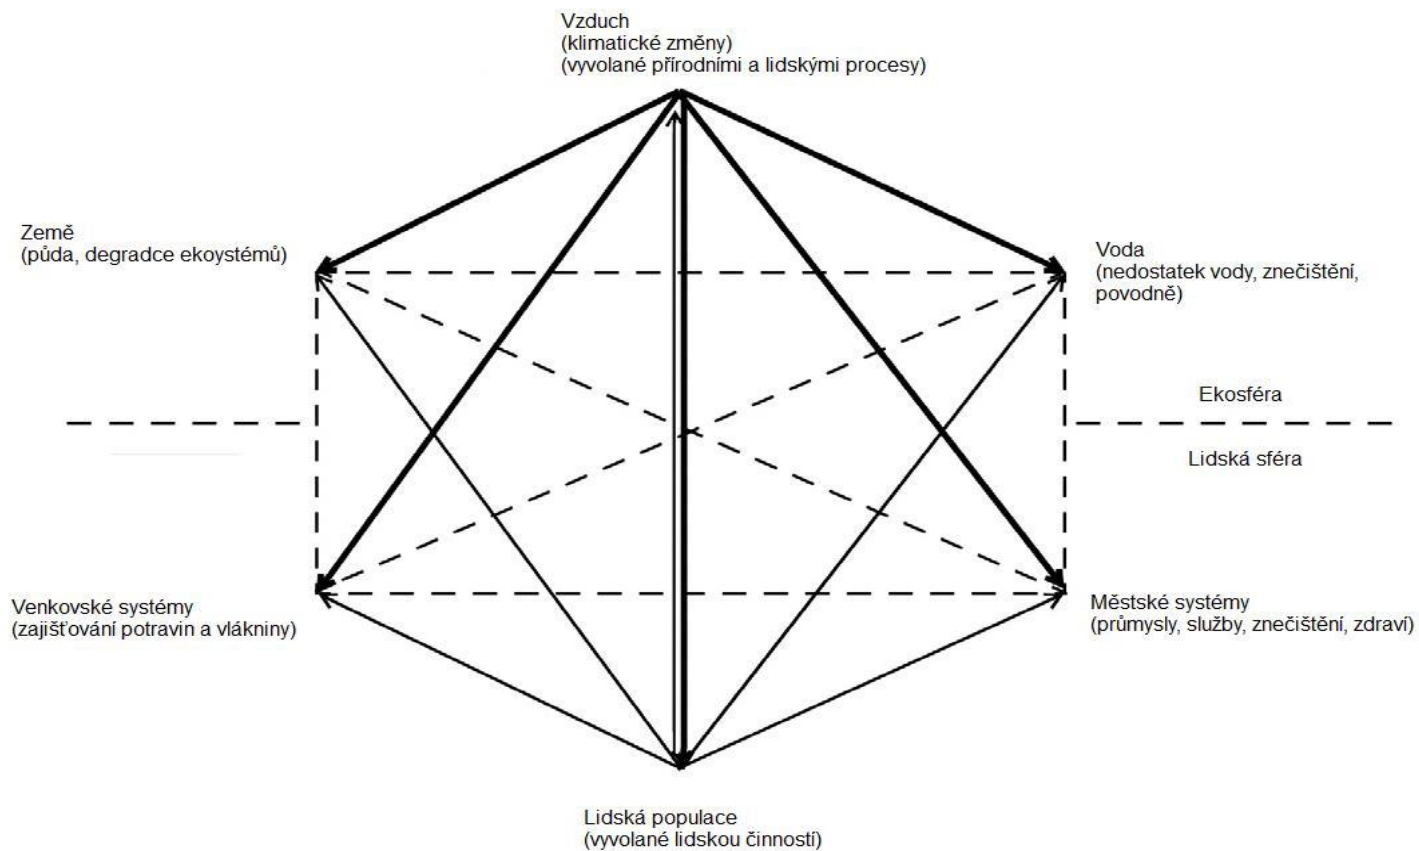 Vzduch
(klimatické změny)
(vyvolané přírodními a lidskými procesy)
Země
(půda, degradce ekoystémů)
Voda
(nedostatek vody, znečištění,
povodně)
Ekosféra
Lidská sféra
Venkovské systémy
(zajišťování potravin a vlákniny)
Městské systémy
(průmysly, služby, znečištění, zdraví)
Lidská populace
(vyvolané lidskou činností)